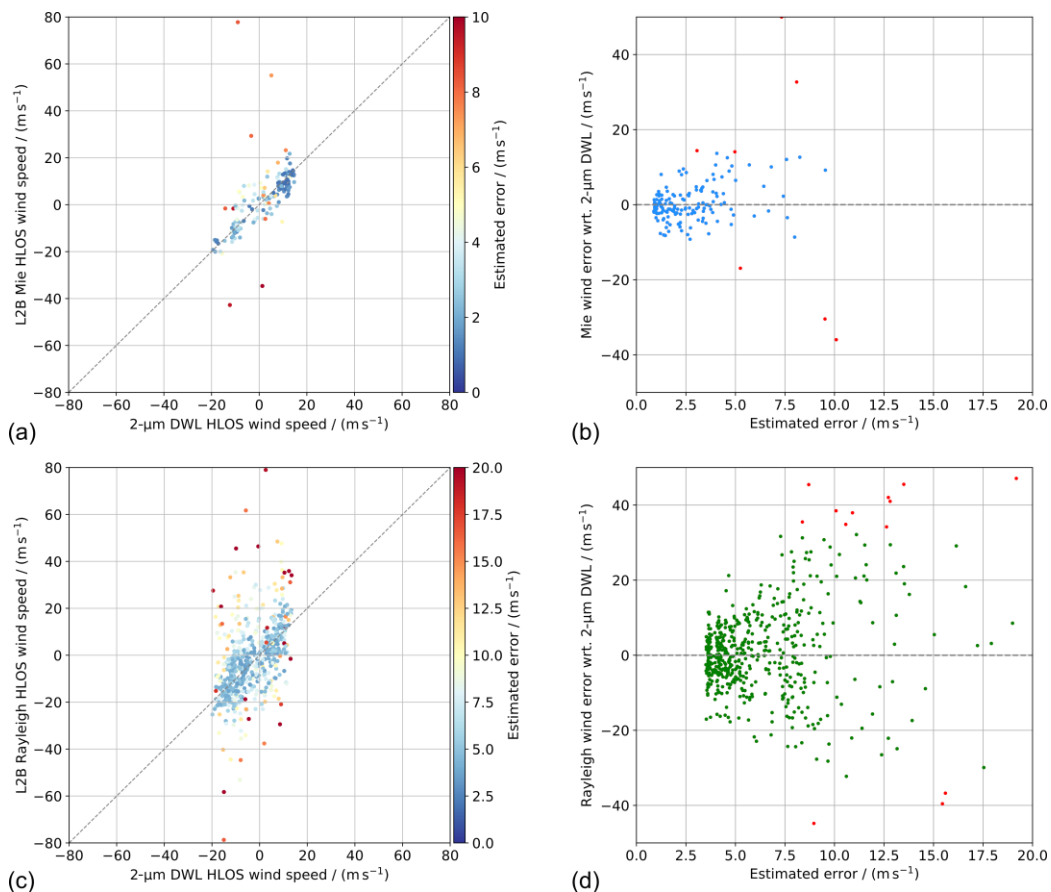 80
60
40
20
0
−20
−40
−60
−80
L2B Mie HLOS wind speed / (m s⁻¹)
−80 −60 −40 −20 0 20 40 60 80
2-μm DWL HLOS wind speed / (m s⁻¹)
10
8
6
4
2
0
Estimated error / (m s⁻¹)
(a)
40
20
0
−20
−40
Mie wind error wrt. 2-μm DWL / (m s⁻¹)
0.0 2.5 5.0 7.5 10.0 12.5 15.0 17.5 20.0
Estimated error / (m s⁻¹)
(b)
80
60
40
20
0
−20
−40
−60
−80
L2B Rayleigh HLOS wind speed / (m s⁻¹)
−80 −60 −40 −20 0 20 40 60 80
2-μm DWL HLOS wind speed / (m s⁻¹)
20.0
17.5
15.0
12.5
10.0
7.5
5.0
2.5
0.0
Estimated error / (m s⁻¹)
(c)
40
20
0
−20
−40
Rayleigh wind error wrt. 2-μm DWL / (m s⁻¹)
0.0 2.5 5.0 7.5 10.0 12.5 15.0 17.5 20.0
Estimated error / (m s⁻¹)
(d)